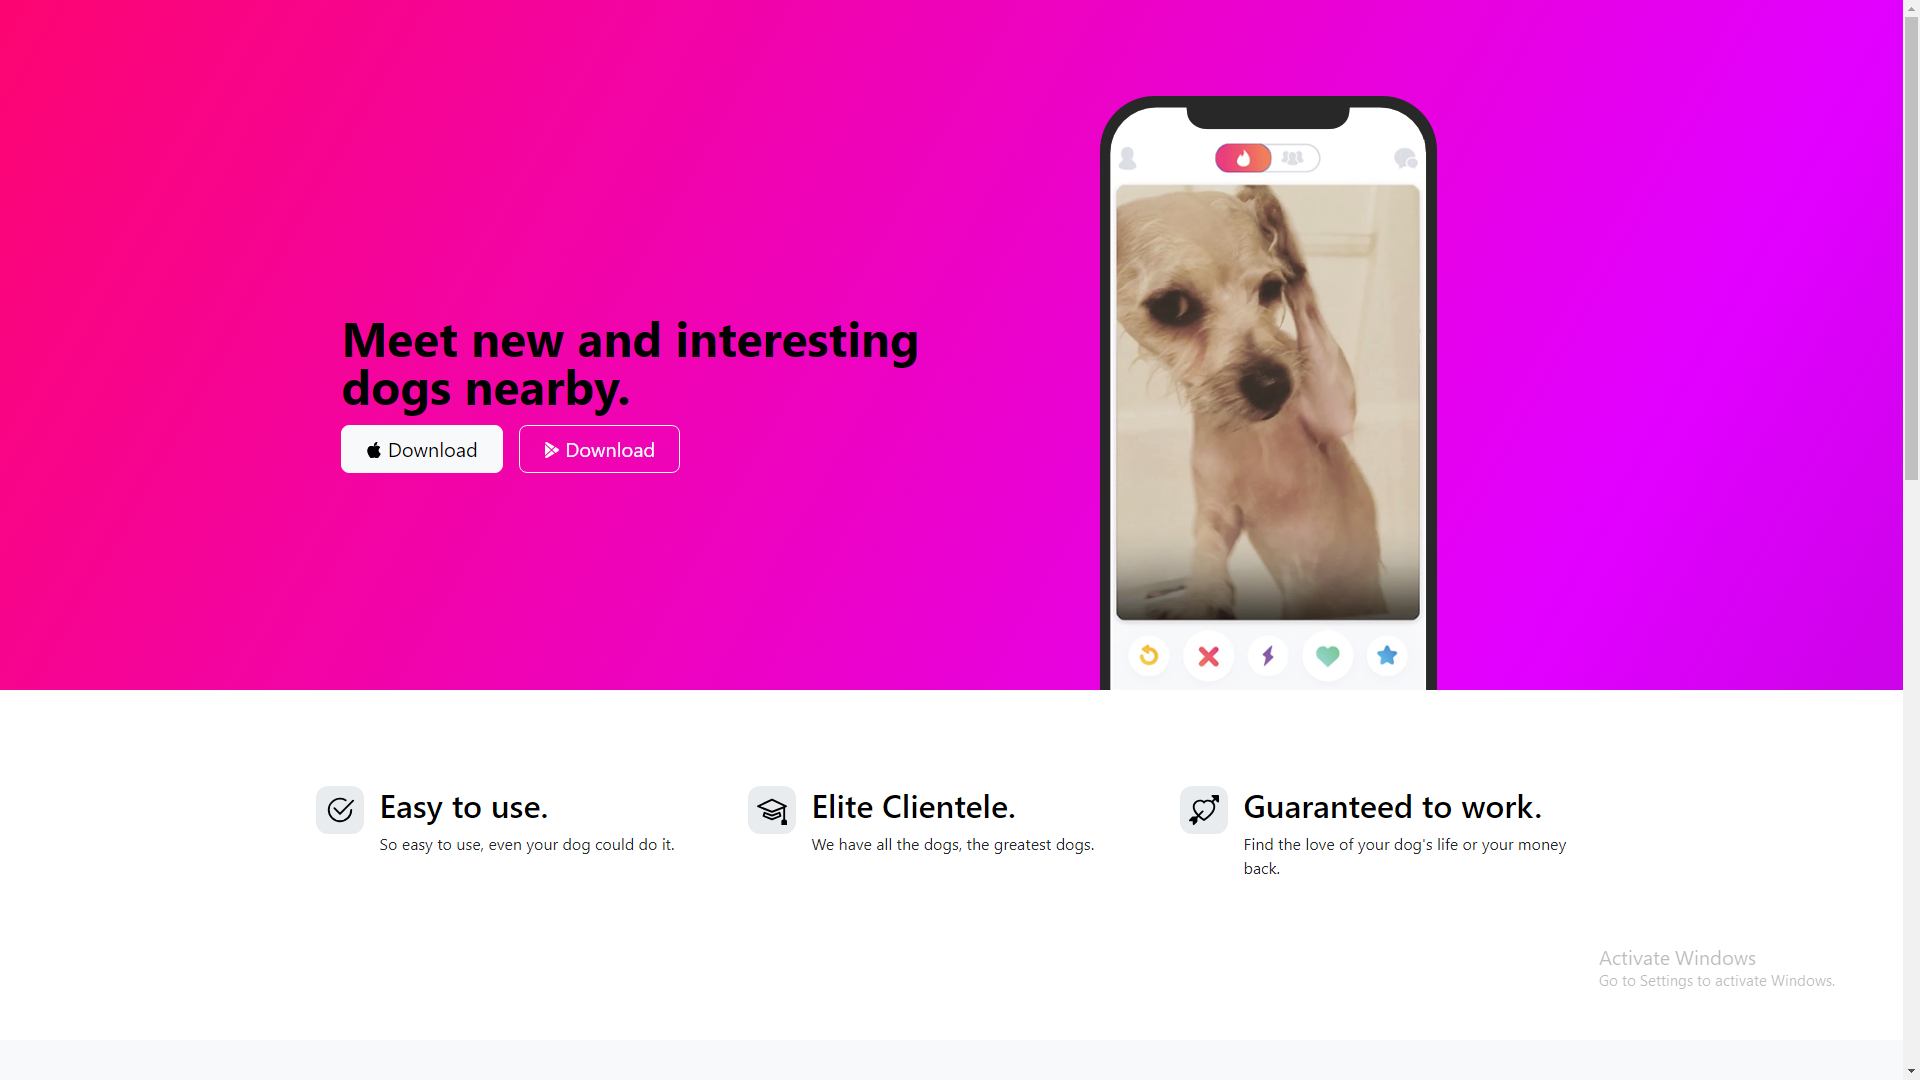 Meet new and interesting
dogs nearby.
Download
Download
Easy to use.
So easy to use, even your dog could do it.
Elite Clientele.
We have all the dogs, the greatest dogs.
Guaranteed to work.
Find the love of your dog's life or your money
back.
Activate Windows
Go to Settings to activate Windows.